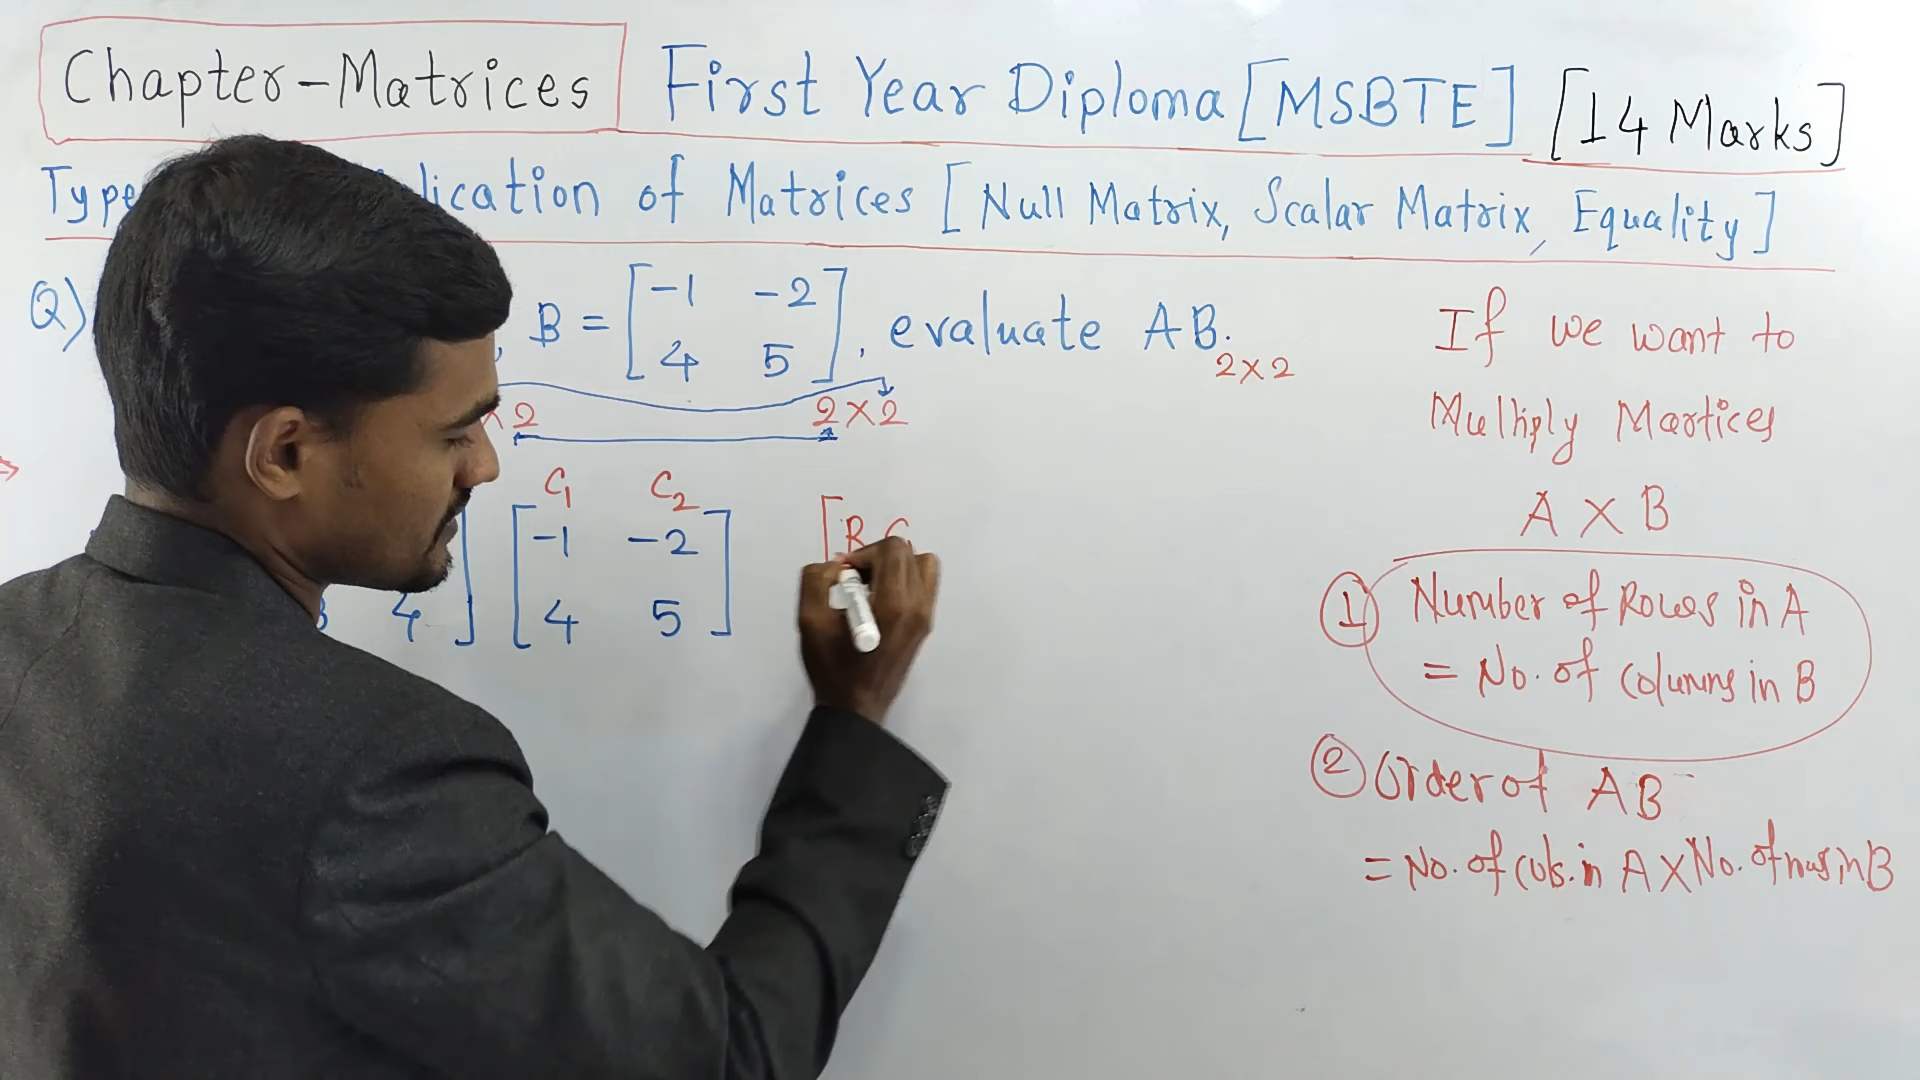 Chapter-Matrices First Year Diploma [MSBTE] [14 Marks]
Type lication of Matrices [Null Matrix, Scalar Matrix, Equality]
Q) , B = [-1 -2
4 5], evaluate AB.
2×2
×2 2×2
C1 C2
] [-1 -2] [R C
3 4 ] [4 5]
If we want to
Multiply Martices
A × B
① Number of Rows in A
= No. of columns in B
② Order of AB
= No. of cols. in A × No. of rows in B